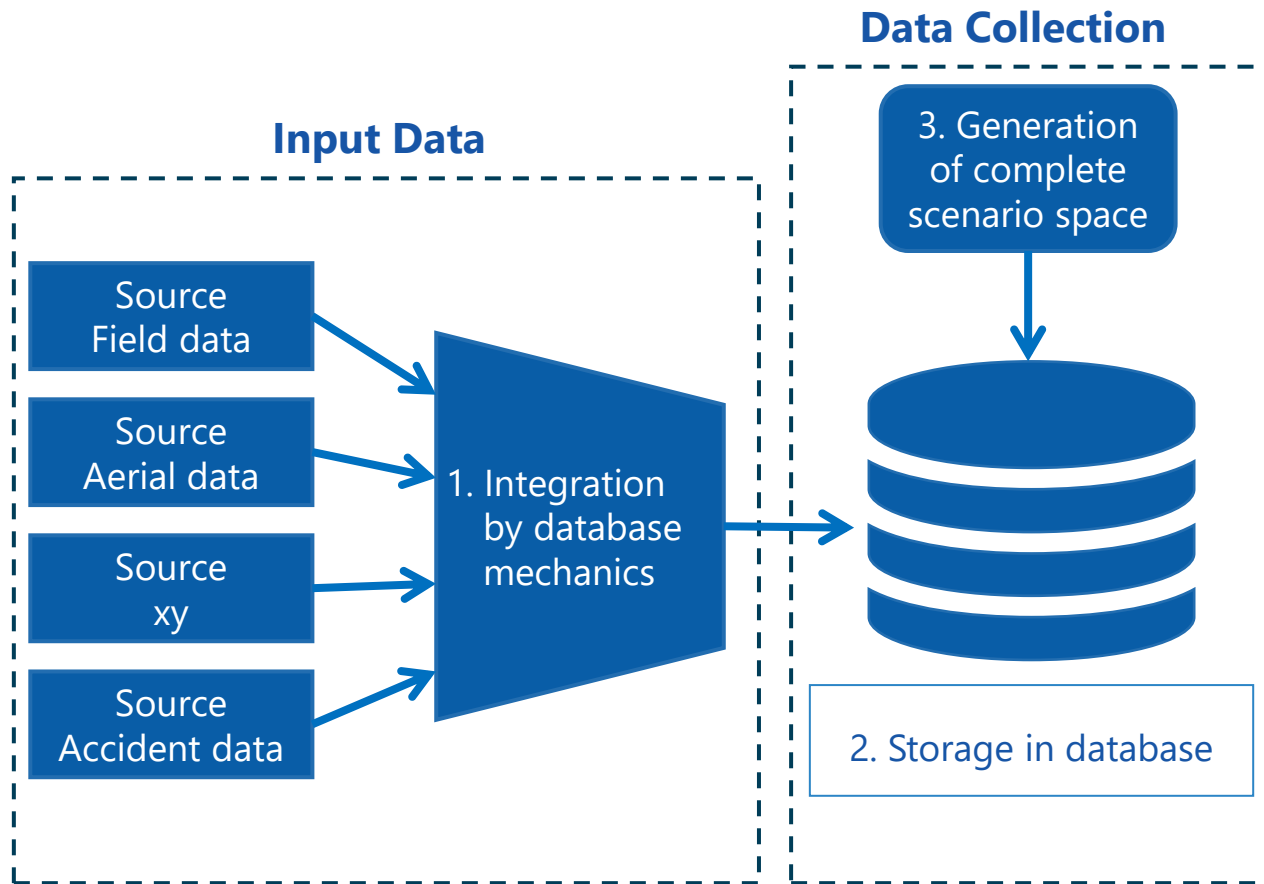 Input Data
Source
Field data
Source
Aerial data
Source
xy
Source
Accident data
1. Integration
by database
mechanics
Data Collection
3. Generation
of complete
scenario space
2. Storage in database